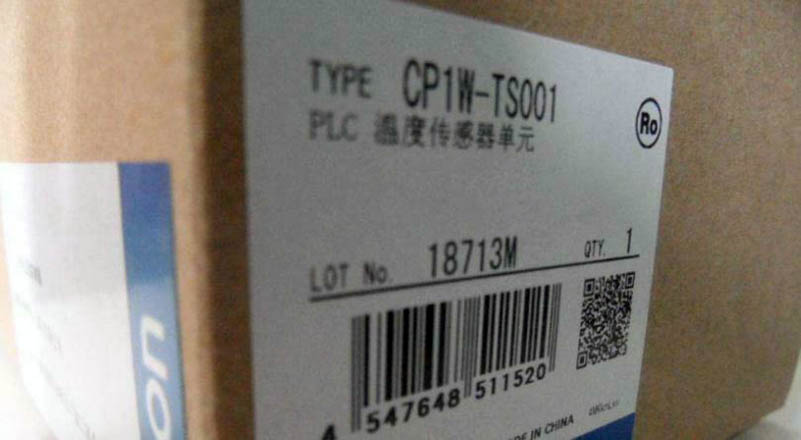 TYPE CP1W-TS001
Ro
PLC 温度传感器单元
LOT No. 18713M QTY. 1
4 547648 511520
DE IN CHINA
on